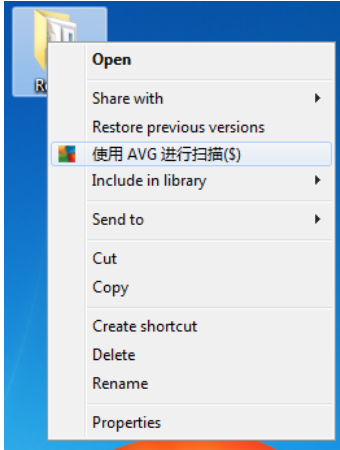 Open
Share with
Restore previous versions
使用 AVG 进行扫描(S)
Include in library
Send to
Cut
Copy
Create shortcut
Delete
Rename
Properties